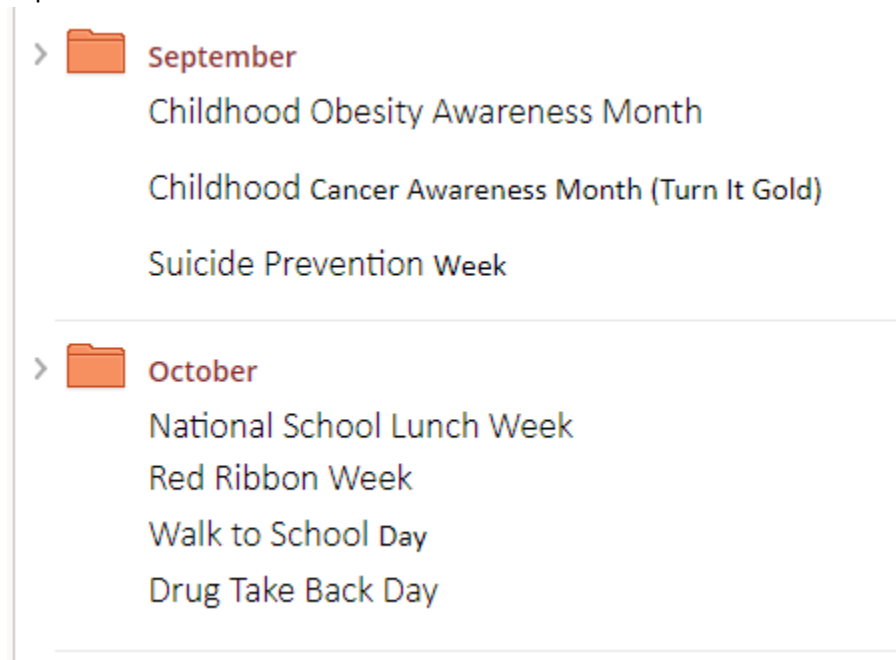 September
Childhood Obesity Awareness Month
Childhood Cancer Awareness Month (Turn It Gold)
Suicide Prevention Week
October
National School Lunch Week
Red Ribbon Week
Walk to School Day
Drug Take Back Day